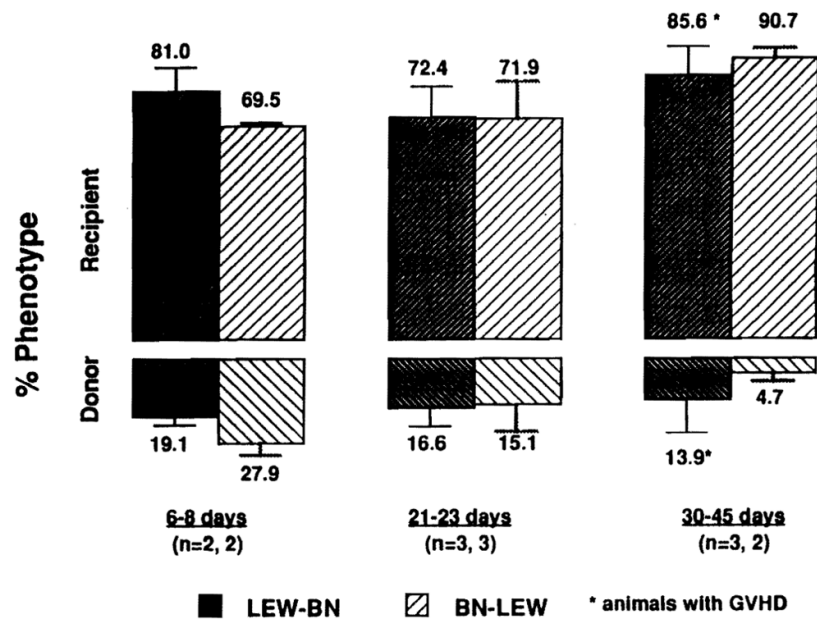 85.6 * 90.7
81.0
72.4 71.9
69.5
% Phenotype
Recipient
Donor
19.1
27.9
16.6 15.1
4.7
13.9*
6-8 days 21-23 days 30-45 days
(n=2, 2) (n=3, 3) (n=3, 2)
LEW-BN BN-LEW * animals with GVHD